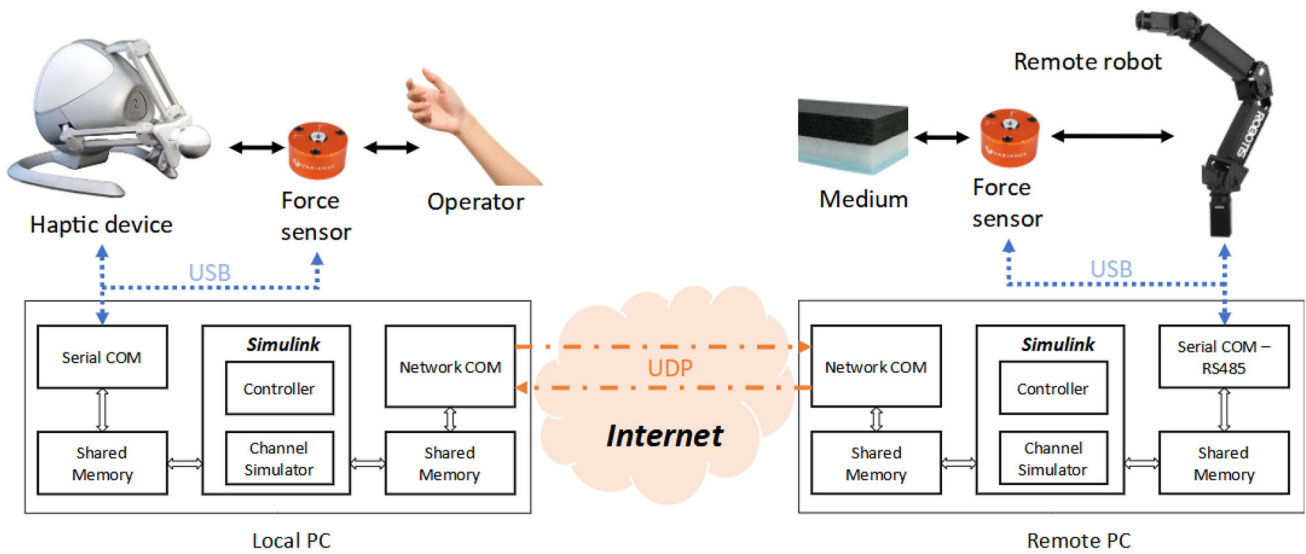 Haptic device
Force
sensor
Operator
USB
Serial COM
Shared
Memory
Simulink
Controller
Channel
Simulator
Network COM
Shared
Memory
Local PC
UDP
Internet
Remote robot
ROBOTIS
Medium
Force
sensor
USB
Network COM
Shared
Memory
Simulink
Controller
Channel
Simulator
Serial COM –
RS485
Shared
Memory
Remote PC